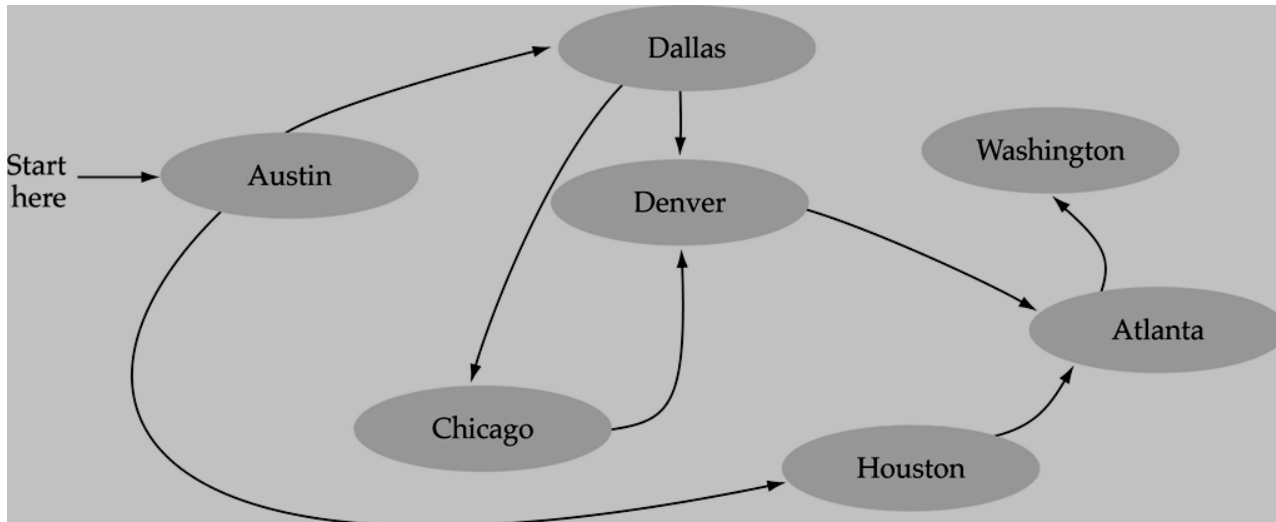 Dallas
Washington
Start
here
Austin
Denver
Atlanta
Chicago
Houston